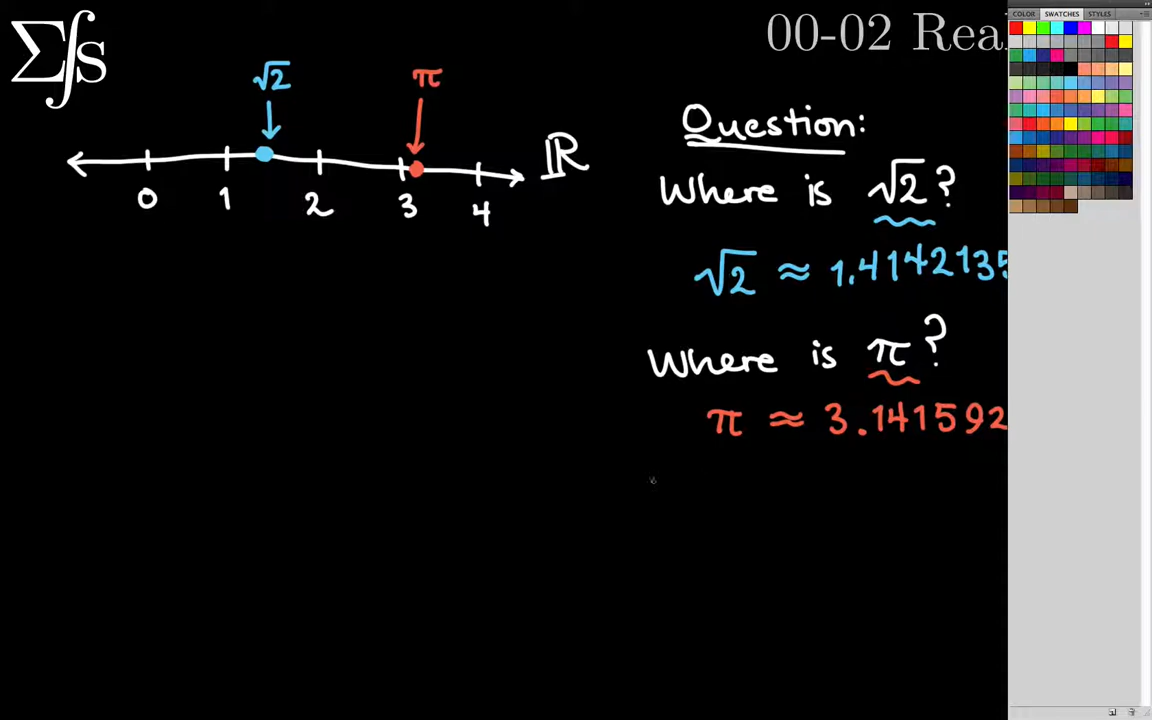 Σ∫S
00-02 Rea
COLOR SWATCHES STYLES
√2 π
ℝ
0 1 2 3 4
Question:
Where is √2?
√2 ≈ 1.4142135
Where is π?
π ≈ 3.141592